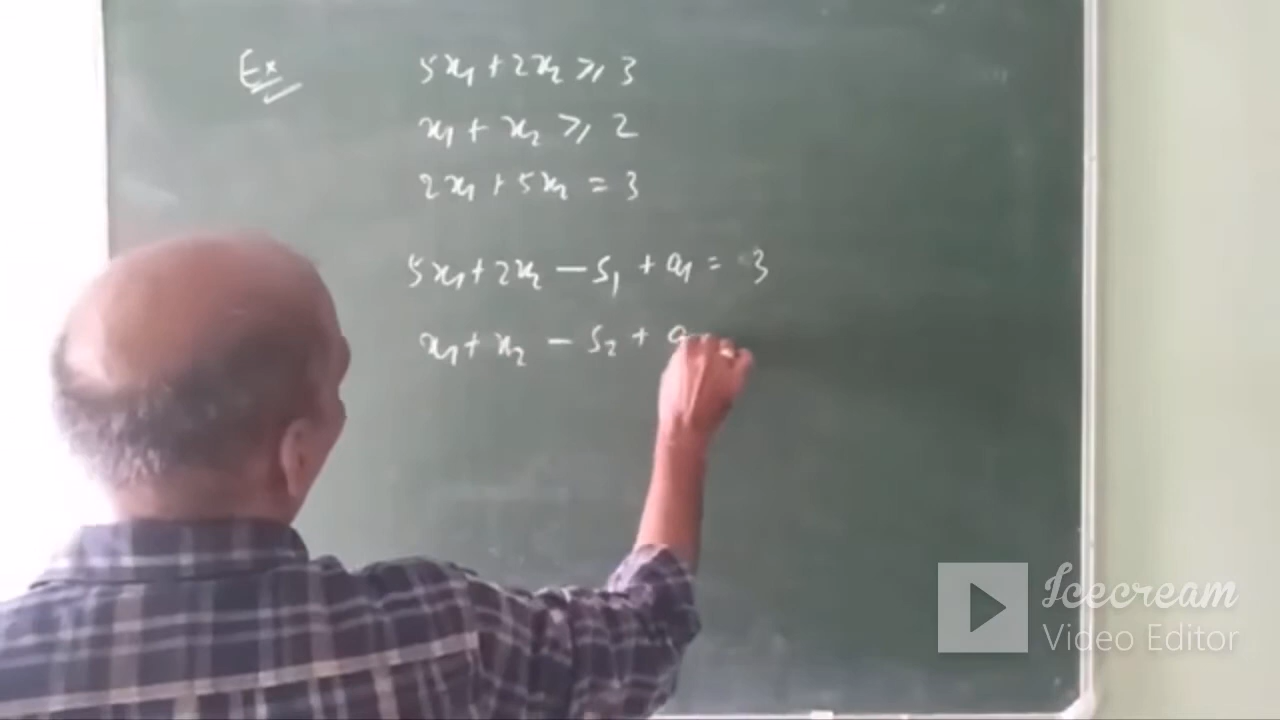 Ex
5x₁ + 2x₂ ⩾ 3
x₁ + x₂ ⩾ 2
2x₁ + 5x₂ = 3
5x₁ + 2x₂ - s₁ + a₁ = 3
x₁ + x₂ - s₂ + a
Icecream
Video Editor